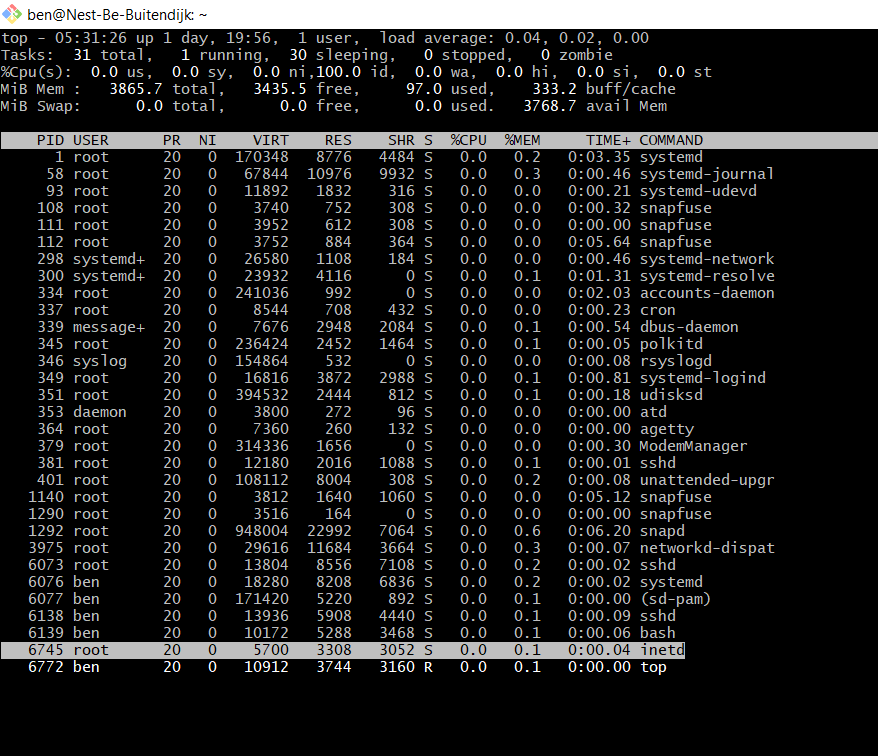 ben@Nest-Be-Buitendijk: ~
top - 05:31:26 up 1 day, 19:56,  1 user,  load average: 0.04, 0.02, 0.00
Tasks:  31 total,   1 running,  30 sleeping,   0 stopped,   0 zombie
%Cpu(s):  0.0 us,  0.0 sy,  0.0 ni,100.0 id,  0.0 wa,  0.0 hi,  0.0 si,  0.0 st
MiB Mem :   3865.7 total,   3435.5 free,     97.0 used,    333.2 buff/cache
MiB Swap:      0.0 total,      0.0 free,      0.0 used.   3768.7 avail Mem
PID USER      PR  NI    VIRT    RES    SHR S  %CPU  %MEM     TIME+ COMMAND
1 root      20   0  170348   8776   4484 S   0.0   0.2   0:03.35 systemd
58 root      20   0   67844  10976   9932 S   0.0   0.3   0:00.46 systemd-journal
93 root      20   0   11892   1832    316 S   0.0   0.0   0:00.21 systemd-udevd
108 root      20   0    3740    752    308 S   0.0   0.0   0:00.32 snapfuse
111 root      20   0    3952    612    308 S   0.0   0.0   0:00.00 snapfuse
112 root      20   0    3752    884    364 S   0.0   0.0   0:05.64 snapfuse
298 systemd+  20   0   26580   1108    184 S   0.0   0.0   0:00.46 systemd-network
300 systemd+  20   0   23932   4116      0 S   0.0   0.1   0:01.31 systemd-resolve
334 root      20   0  241036    992      0 S   0.0   0.0   0:02.03 accounts-daemon
337 root      20   0    8544    708    432 S   0.0   0.0   0:00.23 cron
339 message+  20   0    7676   2948   2084 S   0.0   0.1   0:00.54 dbus-daemon
345 root      20   0  236424   2452   1464 S   0.0   0.1   0:00.05 polkitd
346 syslog    20   0  154864    532      0 S   0.0   0.0   0:00.08 rsyslogd
349 root      20   0   16816   3872   2988 S   0.0   0.1   0:00.81 systemd-logind
351 root      20   0  394532   2444    812 S   0.0   0.1   0:00.18 udisksd
353 daemon    20   0    3800    272     96 S   0.0   0.0   0:00.00 atd
364 root      20   0    7360    260    132 S   0.0   0.0   0:00.00 agetty
379 root      20   0  314336   1656      0 S   0.0   0.0   0:00.30 ModemManager
381 root      20   0   12180   2016   1088 S   0.0   0.1   0:00.01 sshd
401 root      20   0  108112   8004    308 S   0.0   0.2   0:00.08 unattended-upgr
1140 root      20   0    3812   1640   1060 S   0.0   0.0   0:05.12 snapfuse
1290 root      20   0    3516    164      0 S   0.0   0.0   0:00.00 snapfuse
1292 root      20   0  948004  22992   7064 S   0.0   0.6   0:06.20 snapd
3975 root      20   0   29616  11684   3664 S   0.0   0.3   0:00.07 networkd-dispat
6073 root      20   0   13804   8556   7108 S   0.0   0.2   0:00.02 sshd
6076 ben       20   0   18280   8208   6836 S   0.0   0.2   0:00.02 systemd
6077 ben       20   0  171420   5220    892 S   0.0   0.1   0:00.00 (sd-pam)
6138 ben       20   0   13936   5908   4440 S   0.0   0.1   0:00.09 sshd
6139 ben       20   0   10172   5288   3468 S   0.0   0.1   0:00.06 bash
6745 root      20   0    5700   3308   3052 S   0.0   0.1   0:00.04 inetd
6772 ben       20   0   10912   3744   3160 R   0.0   0.1   0:00.00 top